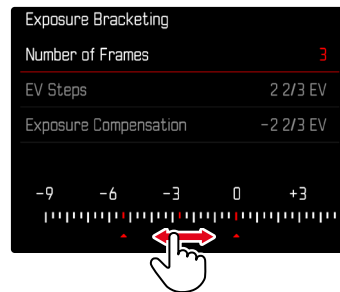 Exposure Bracketing
Number of Frames 3
EV Steps 2 2/3 EV
Exposure Compensation -2 2/3 EV
-9 -6 -3 0 +3